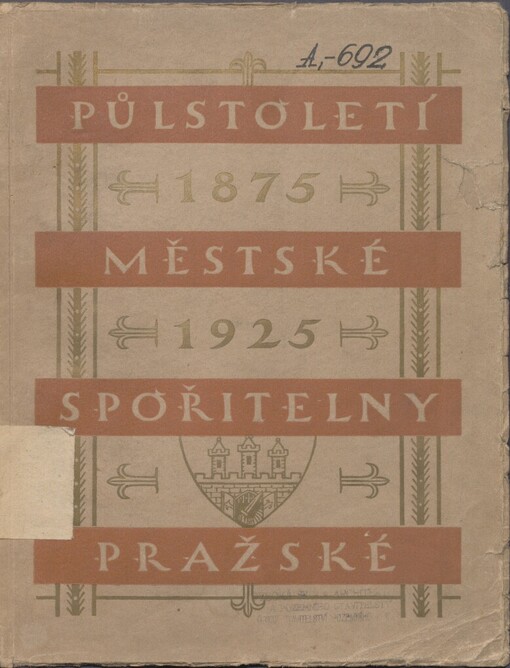 A,-692
PŮLSTOLETÍ
1875
MĚSTSKÉ
1925
SPOŘITELNY
PRAŽSKÉ